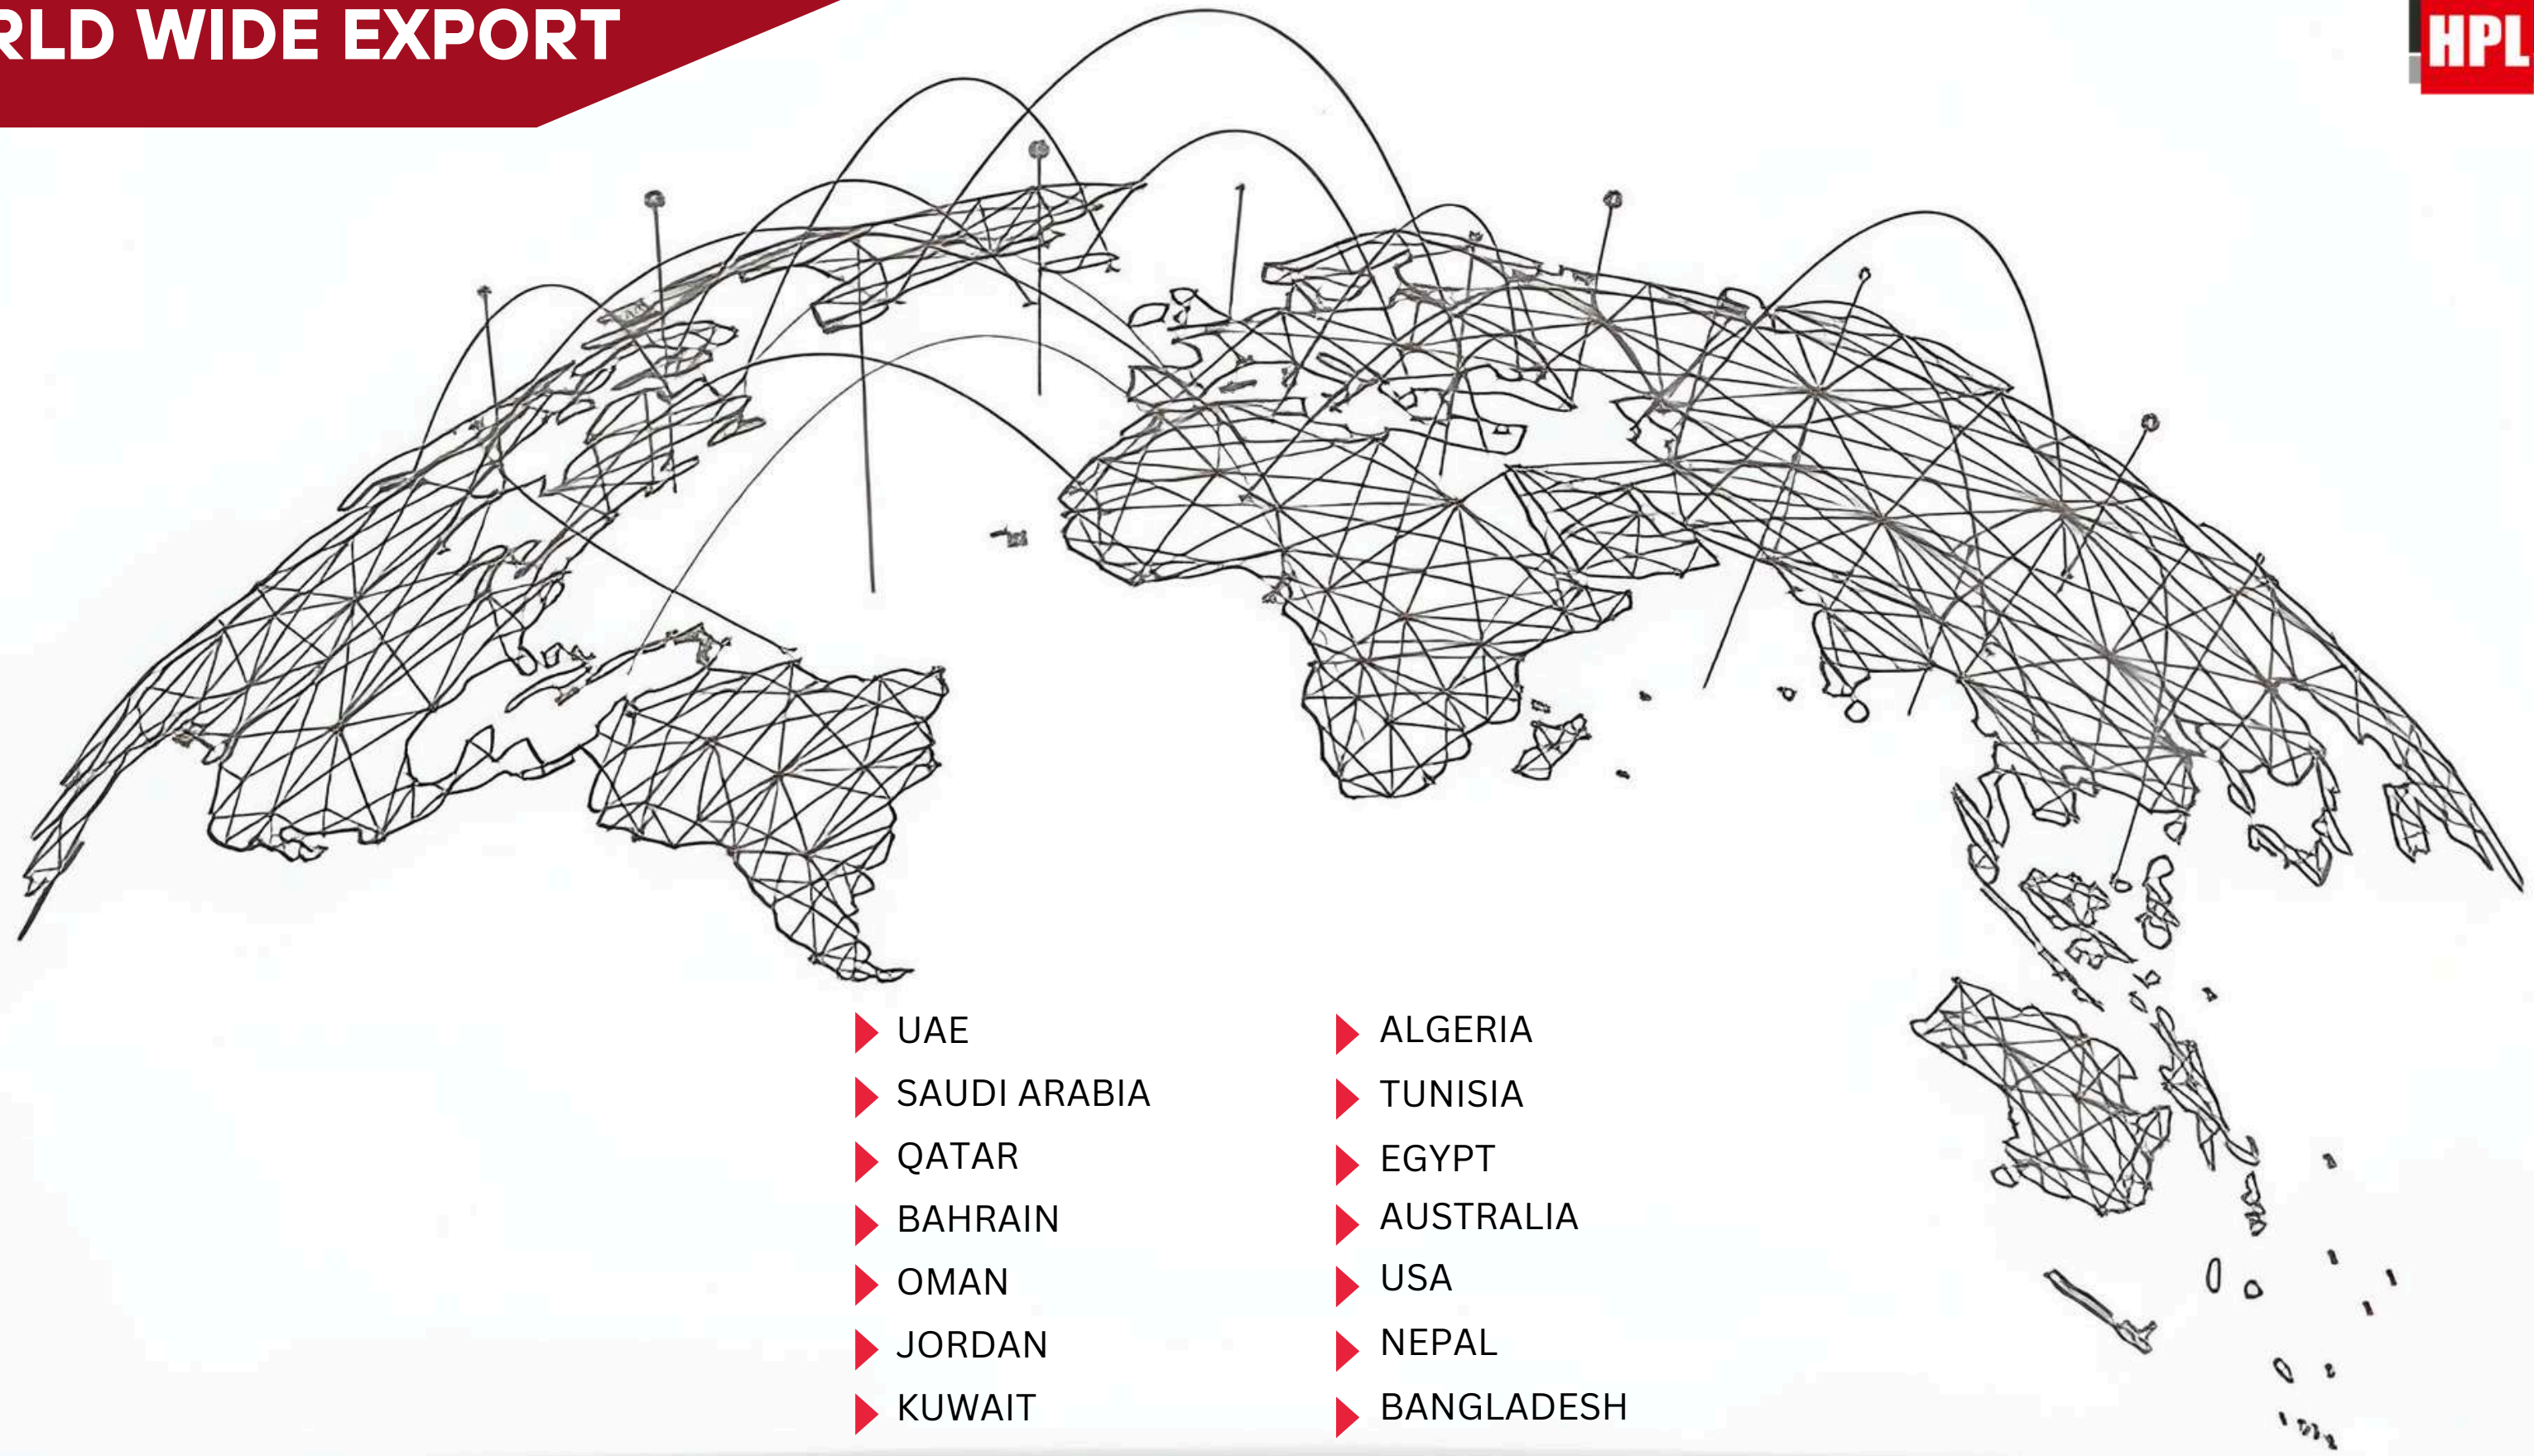 RLD WIDE EXPORT
HPL
UAE
SAUDI ARABIA
QATAR
BAHRAIN
OMAN
JORDAN
KUWAIT
ALGERIA
TUNISIA
EGYPT
AUSTRALIA
USA
NEPAL
BANGLADESH